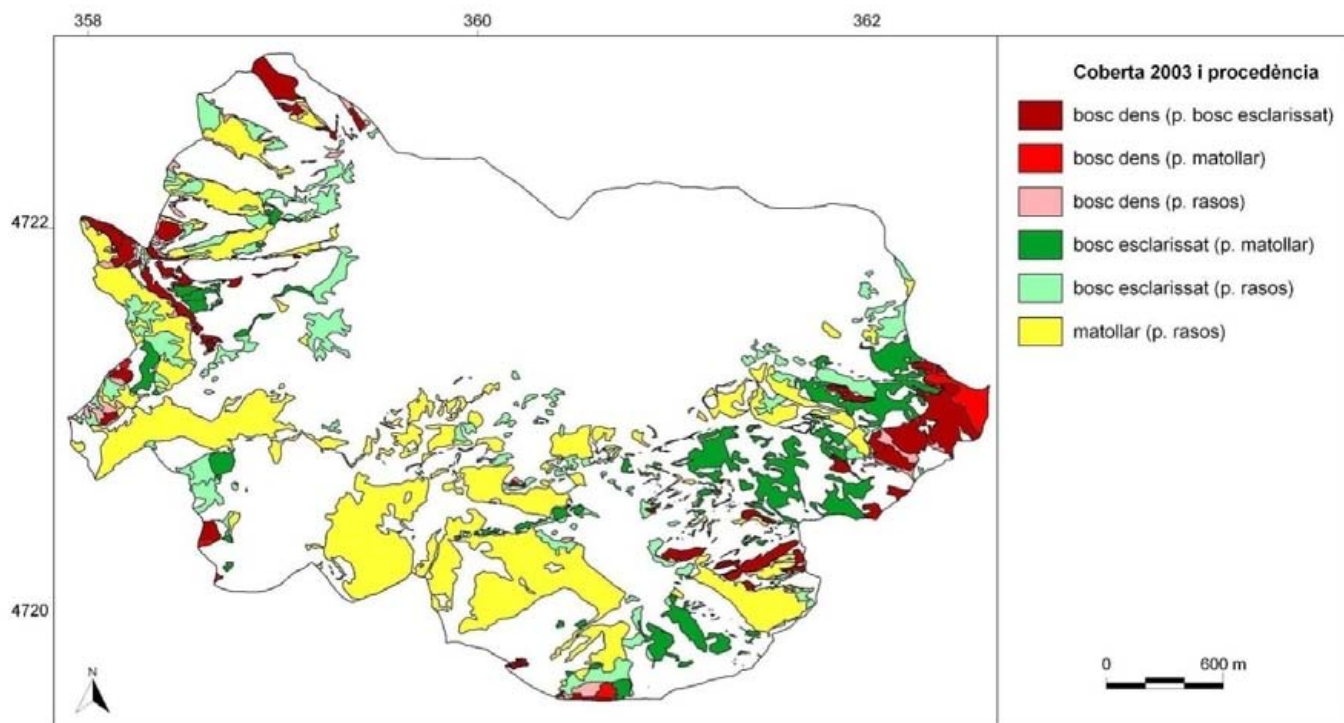 358 360 362
4722
4720
N
Coberta 2003 i procedència
bosc dens (p. bosc esclarissat)
bosc dens (p. matollar)
bosc dens (p. rasos)
bosc esclarissat (p. matollar)
bosc esclarissat (p. rasos)
matollar (p. rasos)
0 600 m